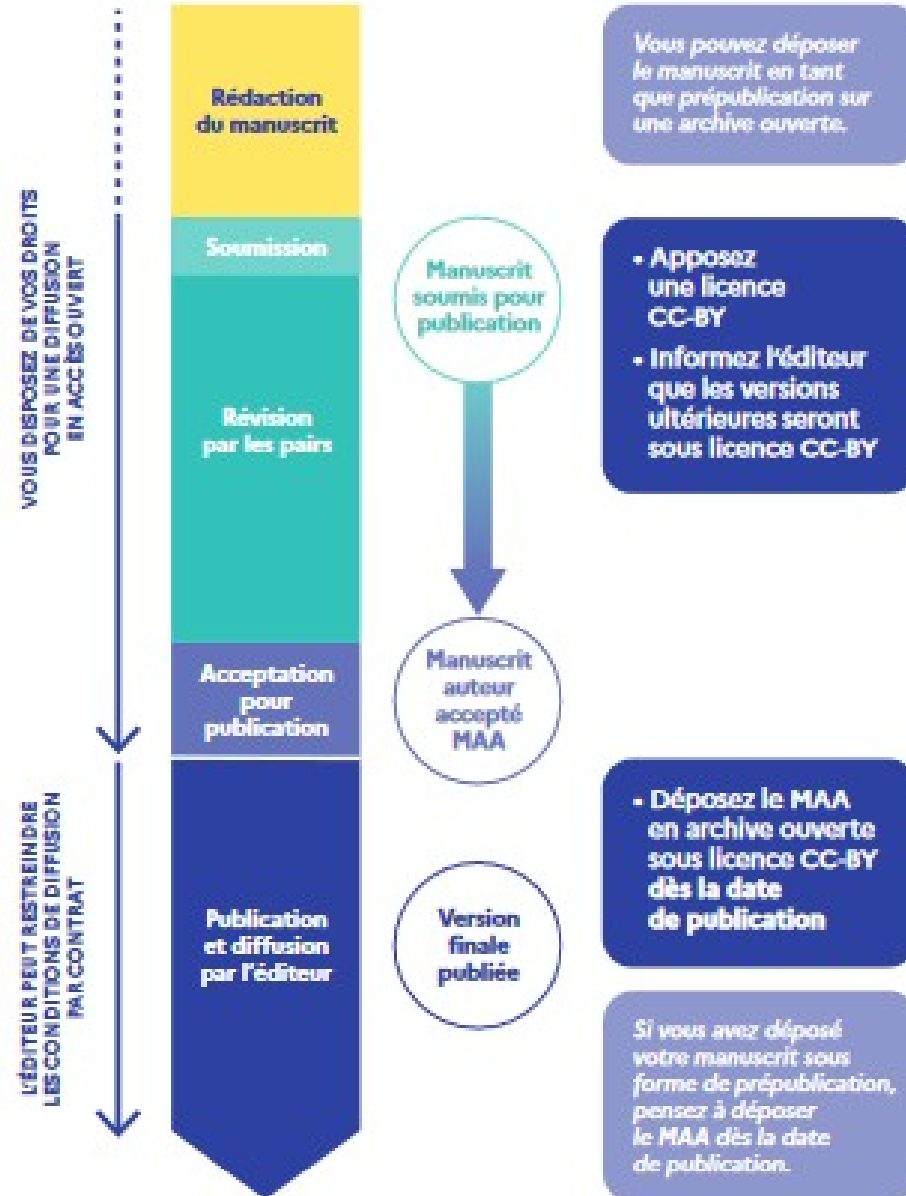 VOUS DISPOSEZ DE VOS DROITS
POUR UNE DIFFUSION
EN ACCÈS OUVERT
Rédaction
du manuscrit
Vous pouvez déposer
le manuscrit en tant
que prépublication sur
une archive ouverte.
Soumission
Révision
par les pairs
Manuscrit
soumis pour
publication
• Apposez
une licence
CC-BY
• Informez l'éditeur
que les versions
ultérieures seront
sous licence CC-BY
Acceptation
pour
publication
Manuscrit
auteur
accepté
MAA
L'ÉDITEUR PEUT RESTREINDRE
LES CONDITIONS DE DIFFUSION
PAR CONTRAT
Publication
et diffusion
par l'éditeur
Version
finale
publiée
• Déposez le MAA
en archive ouverte
sous licence CC-BY
dès la date
de publication
Si vous avez déposé
votre manuscrit sous
forme de prépublication,
pensez à déposer
le MAA dès la date
de publication.